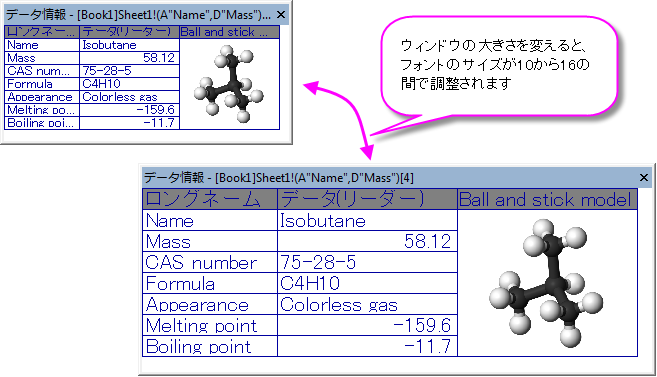 データ情報 - [Book1]Sheet1!(A"Name",D"Mass")... ×
ロングネー... データ(リーダー) Ball and stick ...
Name Isobutane
Mass 58.12
CAS num... 75-28-5
Formula C4H10
Appearance Colorless gas
Melting po... -159.6
Boiling poi... -11.7
ウィンドウの大きさを変えると、
フォントのサイズが10から16の
間で調整されます
データ情報 - [Book1]Sheet1!(A"Name",D"Mass")[4] ×
ロングネーム データ(リーダー) Ball and stick model
Name Isobutane
Mass 58.12
CAS number 75-28-5
Formula C4H10
Appearance Colorless gas
Melting point -159.6
Boiling point -11.7